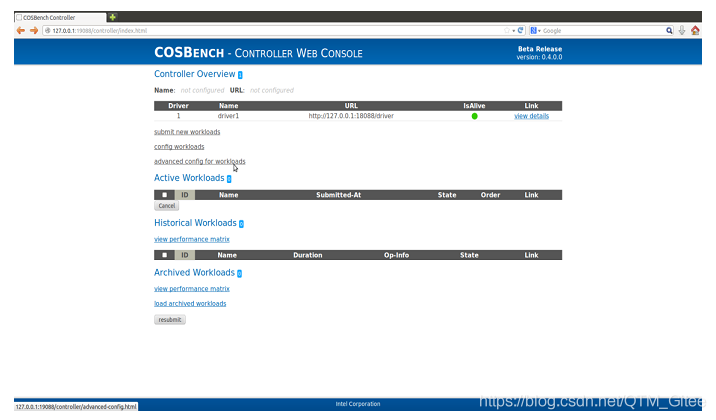 COSBench Controller
127.0.0.1:19088/controller/index.html
Google
COSBENCH - CONTROLLER WEB CONSOLE
Beta Release
version: 0.4.0.0
Controller Overview 1
Name: not configured URL: not configured
Driver Name URL IsAlive Link
1 driver1 http://127.0.0.1:18088/driver view details
submit new workloads
config workloads
advanced config for workloads
Active Workloads 0
ID Name Submitted-At State Order Link
Cancel
Historical Workloads 0
view performance matrix
ID Name Duration Op-Info State Link
Archived Workloads 0
view performance matrix
load archived workloads
resubmit
Intel Corporation
127.0.0.1:19088/controller/advanced-config.html
https://blog.csdn.net/QTM_Gitee